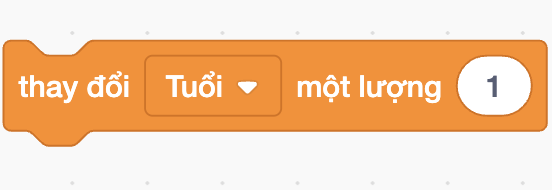 thay đổi Tuổi một lượng 1